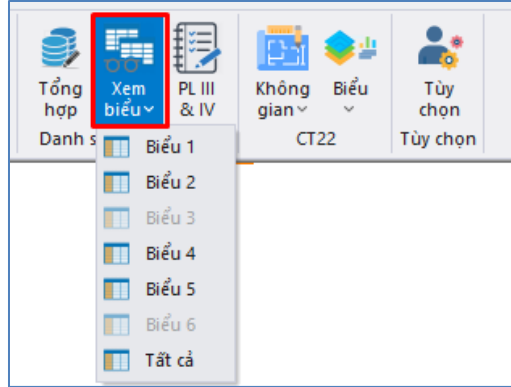 Tổng
hợp
Xem
biểu
PL III
& IV
Không
gian
Biểu
Tùy
chọn
Danh s
CT22
Tùy chọn
Biểu 1
Biểu 2
Biểu 3
Biểu 4
Biểu 5
Biểu 6
Tất cả